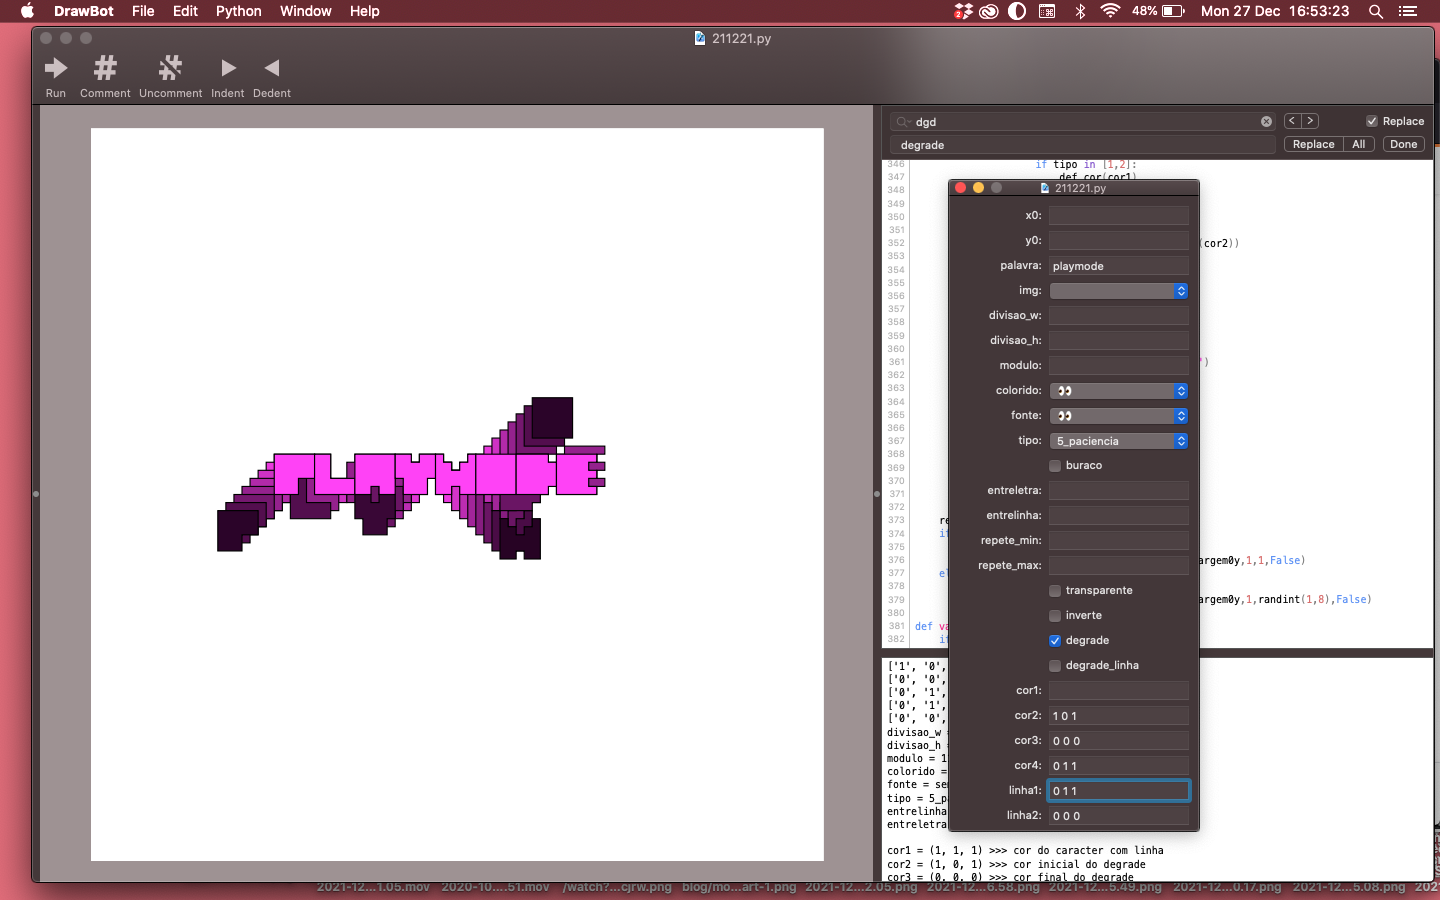 DrawBot File Edit Python Window Help 2 48% Mon 27 Dec 16:53:23
211221.py
Run Comment Uncomment Indent Dedent
dgd < > Replace
degrade Replace All Done
346 if tipo in [1,2]:
347 def cor(cor1)
348
349
350
351
352 (cor2))
353
354
355
356
357
358
359
360
361 ")
362
363
364
365
366
367
368
369
370
371
372
373 re
374 if
375
376 argem0y,1,1,False)
377 el
378
379 argem0y,1,randint(1,8),False)
380
381 def va
382 if
211221.py
x0:
y0:
palavra: playmode
img:
divisao_w:
divisao_h:
modulo:
colorido: 👀
fonte: 👀
tipo: 5_paciencia
buraco
entreletra:
entrelinha:
repete_min:
repete_max:
transparente
inverte
degrade
degrade_linha
cor1:
cor2: 1 0 1
cor3: 0 0 0
cor4: 0 1 1
linha1: 0 1 1
linha2: 0 0 0
['1', '0',
['0', '0',
['0', '1',
['0', '1',
['0', '0',
divisao_w =
divisao_h =
modulo = 1
colorido =
fonte = se
tipo = 5_pa
entrelinha
entreletra
cor1 = (1, 1, 1) >>> cor do caracter com linha
cor2 = (1, 0, 1) >>> cor inicial do degrade
cor3 = (0, 0, 0) >>> cor final do degrade
2021-12...1.05.mov 2020-10....51.mov /watch?...cjrw.png blog/mo...art-1.png 2021-12...2.05.png 2021-12...6.58.png 2021-12...5.49.png 2021-12...0.17.png 2021-12...5.08.png 2021